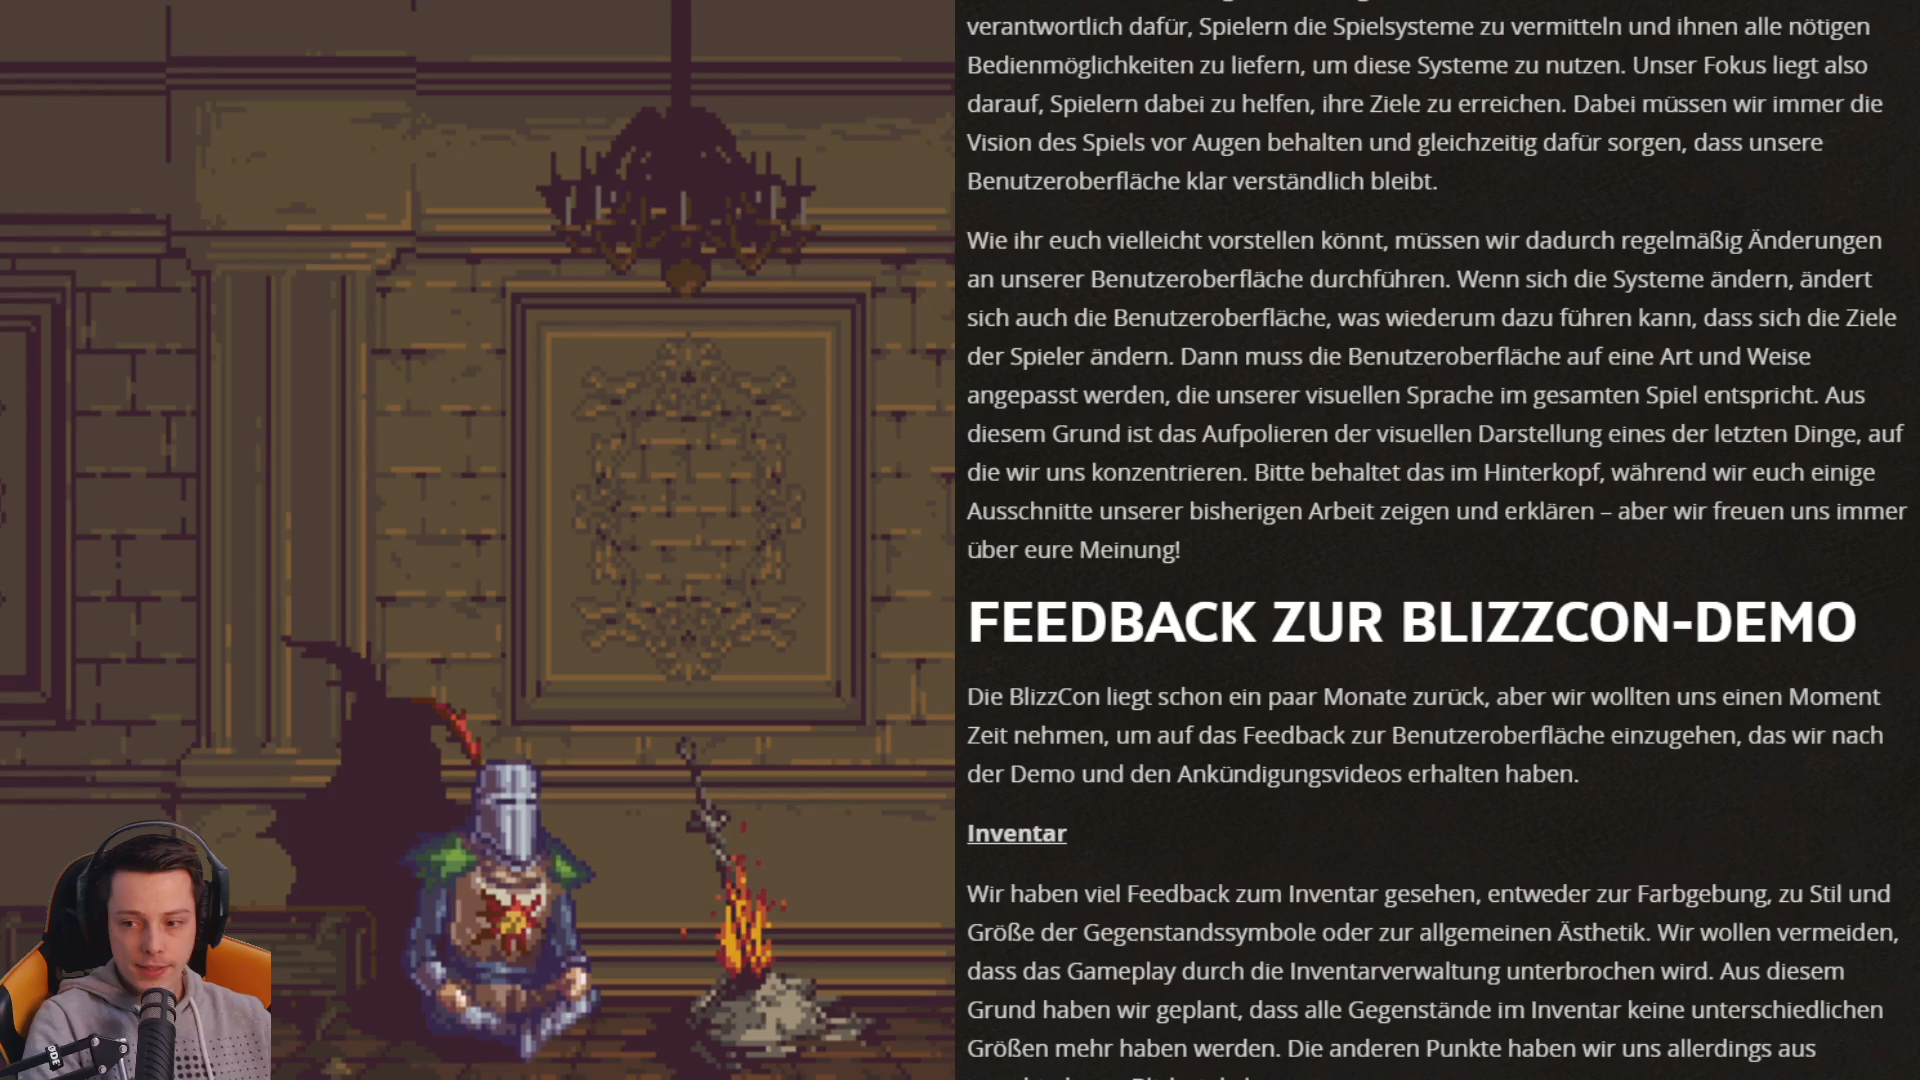 verantwortlich dafür, Spielern die Spielsysteme zu vermitteln und ihnen alle nötigen
Bedienmöglichkeiten zu liefern, um diese Systeme zu nutzen. Unser Fokus liegt also
darauf, Spielern dabei zu helfen, ihre Ziele zu erreichen. Dabei müssen wir immer die
Vision des Spiels vor Augen behalten und gleichzeitig dafür sorgen, dass unsere
Benutzeroberfläche klar verständlich bleibt.
Wie ihr euch vielleicht vorstellen könnt, müssen wir dadurch regelmäßig Änderungen
an unserer Benutzeroberfläche durchführen. Wenn sich die Systeme ändern, ändert
sich auch die Benutzeroberfläche, was wiederum dazu führen kann, dass sich die Ziele
der Spieler ändern. Dann muss die Benutzeroberfläche auf eine Art und Weise
angepasst werden, die unserer visuellen Sprache im gesamten Spiel entspricht. Aus
diesem Grund ist das Aufpolieren der visuellen Darstellung eines der letzten Dinge, auf
die wir uns konzentrieren. Bitte behaltet das im Hinterkopf, während wir euch einige
Ausschnitte unserer bisherigen Arbeit zeigen und erklären – aber wir freuen uns immer
über eure Meinung!
FEEDBACK ZUR BLIZZCON-DEMO
Die BlizzCon liegt schon ein paar Monate zurück, aber wir wollten uns einen Moment
Zeit nehmen, um auf das Feedback zur Benutzeroberfläche einzugehen, das wir nach
der Demo und den Ankündigungsvideos erhalten haben.
Inventar
Wir haben viel Feedback zum Inventar gesehen, entweder zur Farbgebung, zu Stil und
Größe der Gegenstandssymbole oder zur allgemeinen Ästhetik. Wir wollen vermeiden,
dass das Gameplay durch die Inventarverwaltung unterbrochen wird. Aus diesem
Grund haben wir geplant, dass alle Gegenstände im Inventar keine unterschiedlichen
Größen mehr haben werden. Die anderen Punkte haben wir uns allerdings aus